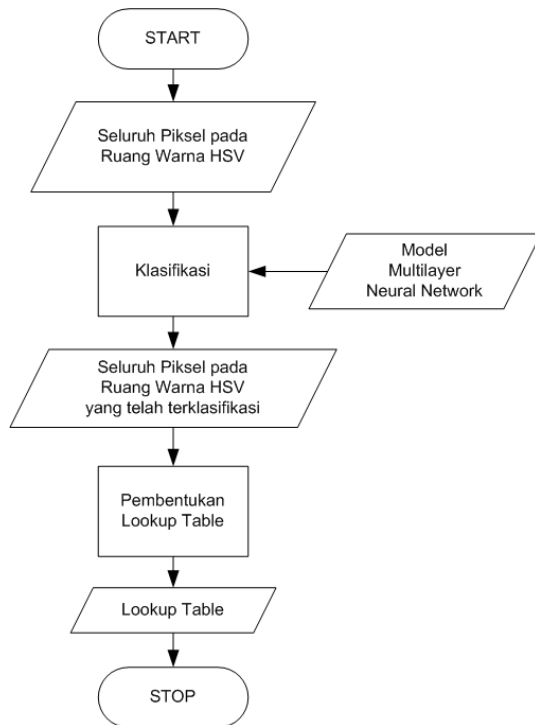 START
Seluruh Piksel pada
Ruang Warna HSV
Klasifikasi
Model
Multilayer
Neural Network
Seluruh Piksel pada
Ruang Warna HSV
yang telah terklasifikasi
Pembentukan
Lookup Table
Lookup Table
STOP